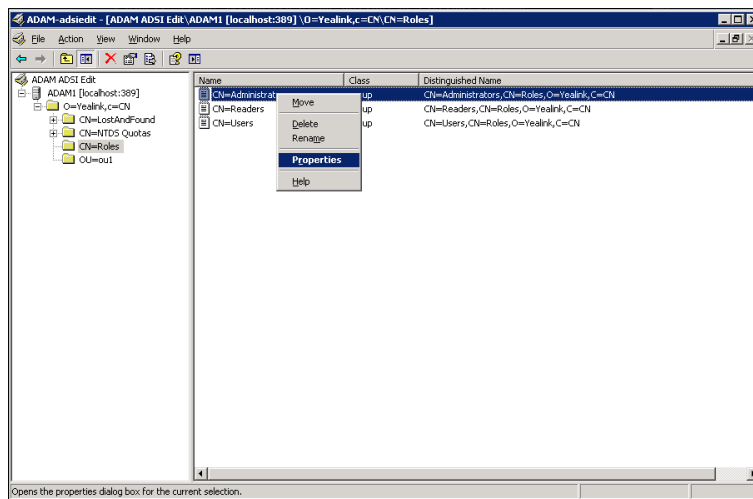 ADAM-adsiedit - [ADAM ADSI Edit\ADAM1 [localhost:389] \O=Yealink,c=CN\CN=Roles]
File Action View Window Help
ADAM ADSI Edit
ADAM1 [localhost:389]
O=Yealink,c=CN
CN=LostAndFound
CN=NTDS Quotas
CN=Roles
OU=ou1
Name Class Distinguished Name
CN=Administrat up CN=Administrators,CN=Roles,O=Yealink,C=CN
CN=Readers up CN=Readers,CN=Roles,O=Yealink,C=CN
CN=Users up CN=Users,CN=Roles,O=Yealink,C=CN
Move
Delete
Rename
Properties
Help
Opens the properties dialog box for the current selection.